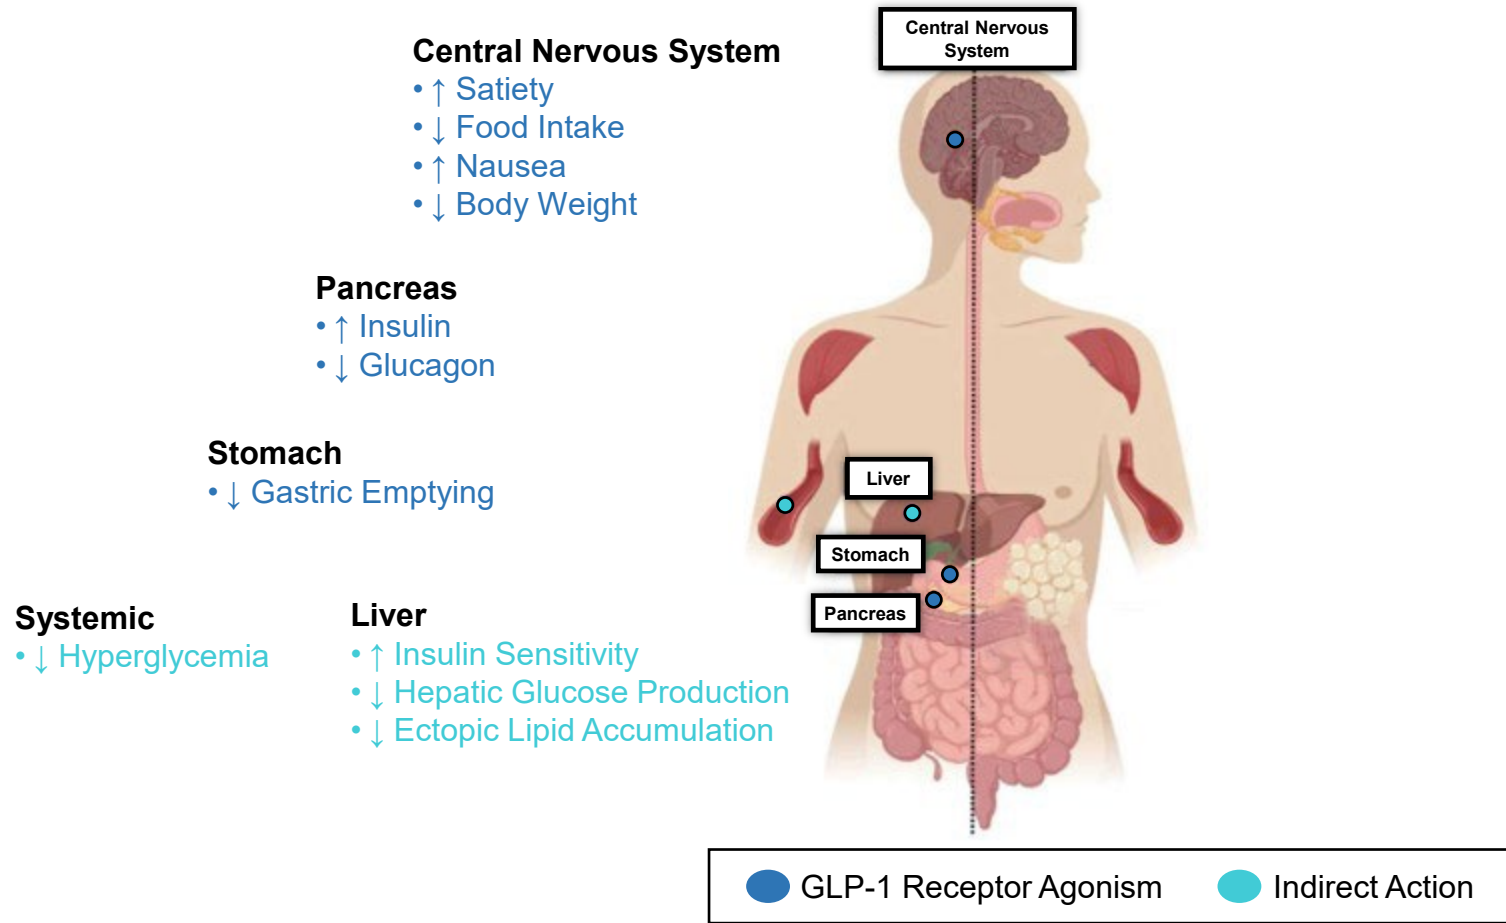 Central Nervous
System
Central Nervous System
• ↑ Satiety
• ↓ Food Intake
• ↑ Nausea
• ↓ Body Weight
Pancreas
• ↑ Insulin
• ↓ Glucagon
Stomach
• ↓ Gastric Emptying
Liver
Stomach
Pancreas
Systemic
• ↓ Hyperglycemia
Liver
• ↑ Insulin Sensitivity
• ↓ Hepatic Glucose Production
• ↓ Ectopic Lipid Accumulation
GLP-1 Receptor Agonism
Indirect Action